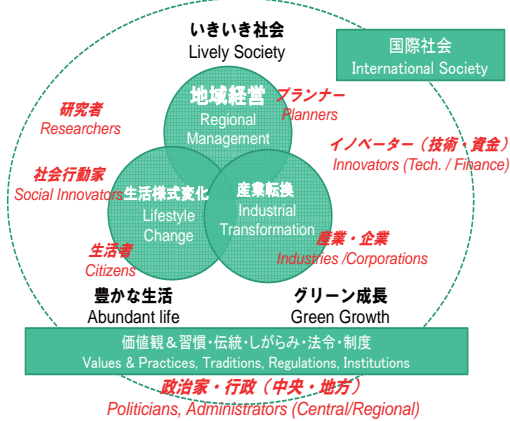 いきいき社会
Lively Society
国際社会
International Society
地域経営
Regional
Management
プランナー
Planners
研究者
Researchers
イノベーター（技術・資金）
Innovators (Tech. / Finance)
社会行動家
Social Innovators
生活様式変化
Lifestyle
Change
産業転換
Industrial
Transformation
生活者
Citizens
産業・企業
Industries /Corporations
豊かな生活
Abundant life
グリーン成長
Green Growth
価値観＆習慣・伝統・しがらみ・法令・制度
Values & Practices, Traditions, Regulations, Institutions
政治家・行政（中央・地方）
Politicians, Administrators (Central/Regional)